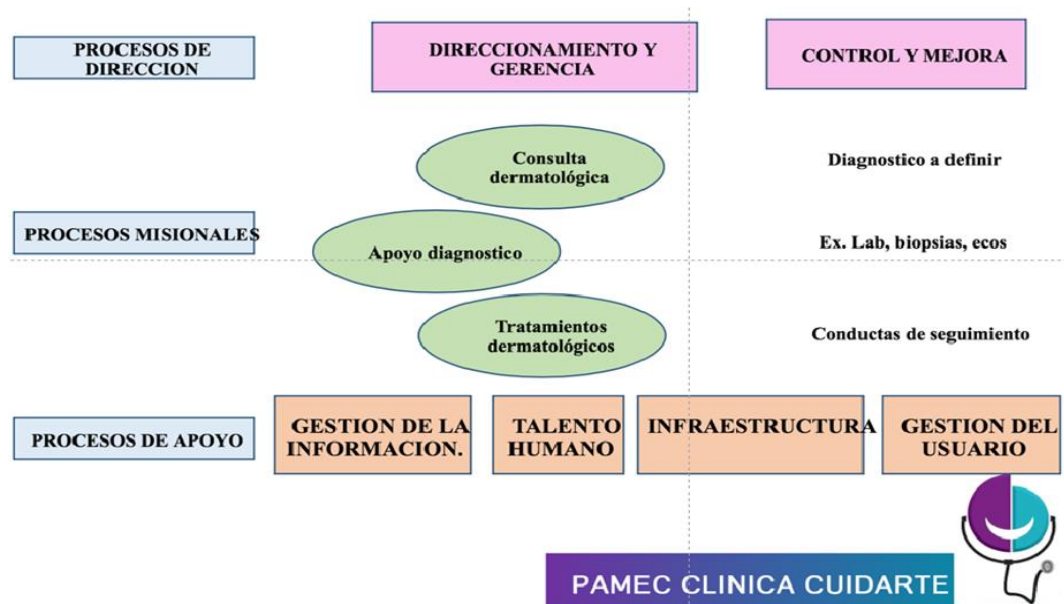 PROCESOS DE
DIRECCION
DIRECCIONAMIENTO Y
GERENCIA
CONTROL Y MEJORA
Consulta
dermatológica
Diagnostico a definir
PROCESOS MISIONALES
Apoyo diagnostico
Ex. Lab, biopsias, ecos
Tratamientos
dermatológicos
Conductas de seguimiento
PROCESOS DE APOYO
GESTION DE LA
INFORMACION.
TALENTO
HUMANO
INFRAESTRUCTURA
GESTION DEL
USUARIO
PAMEC CLINICA CUIDARTE